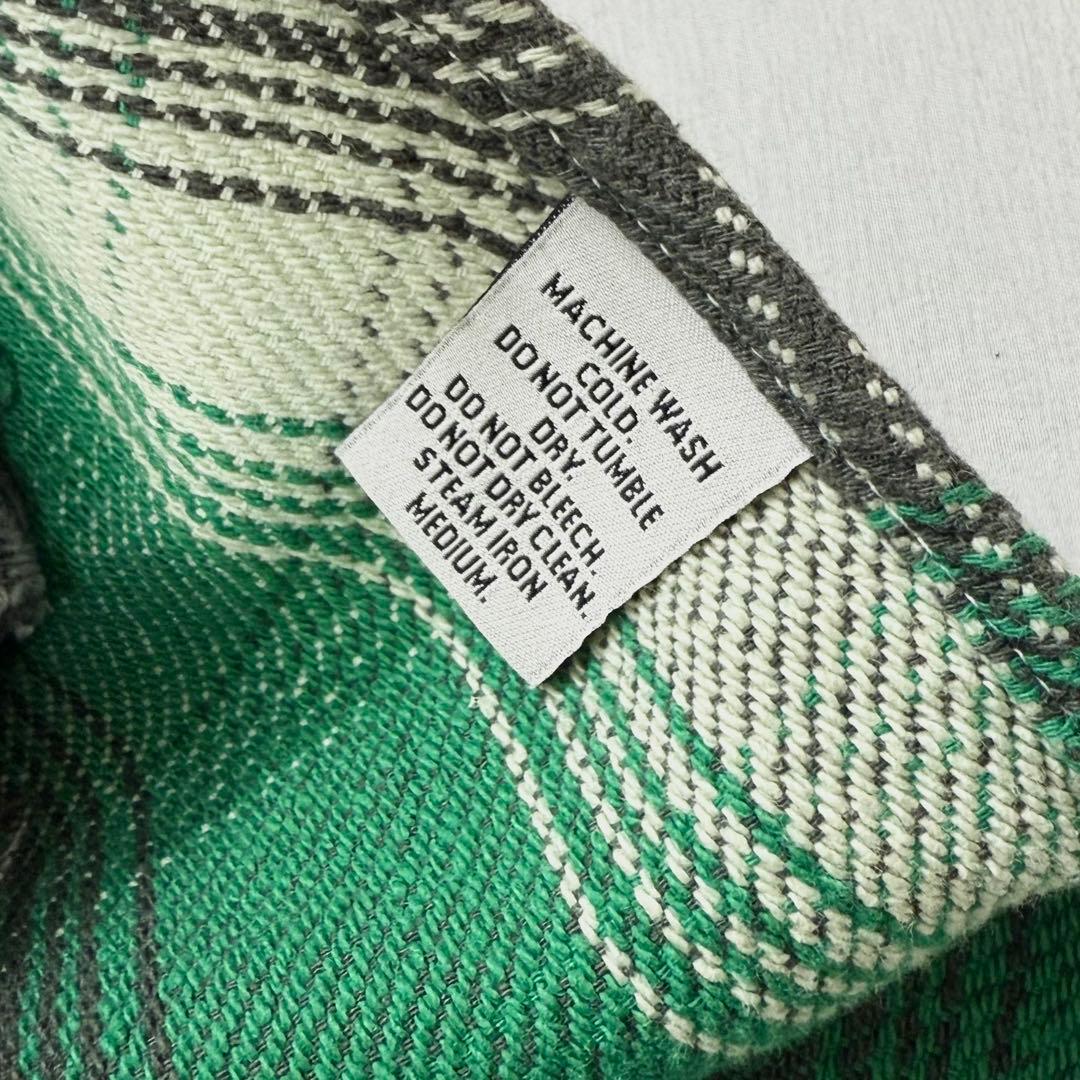 MACHINE WASH
COLD.
DO NOT TUMBLE
DRY.
DO NOT BLEECH.
DO NOT DRY CLEAN.
STEAM IRON
MEDIUM.